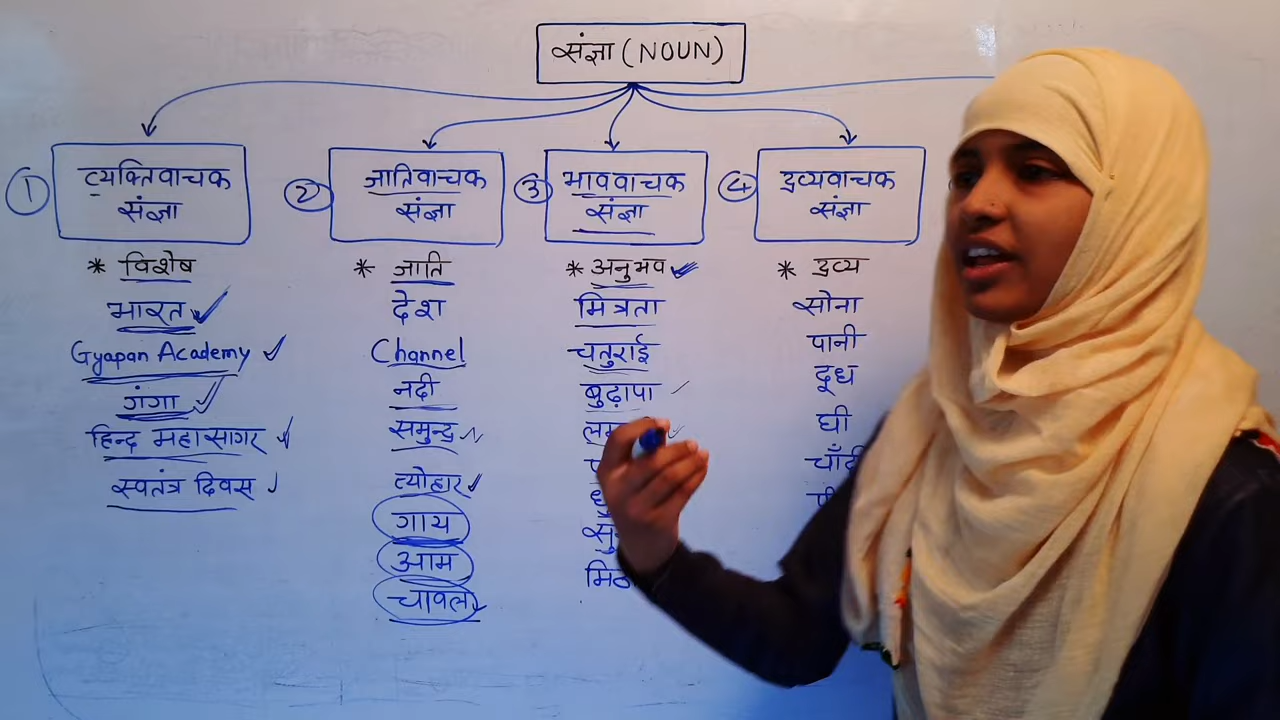 संज्ञा (NOUN)
1
व्यक्तिवाचक
संज्ञा
* विशेष
भारत
Gyapan Academy
गंगा
हिन्द महासागर
स्वतंत्र दिवस
2
जातिवाचक
संज्ञा
* जाति
देश
Channel
नदी
समुन्द्र
त्योहार
गाय
आम
चावल
3
भाववाचक
संज्ञा
* अनुभव
मित्रता
चतुराई
बुढ़ापा
4
द्रव्यवाचक
संज्ञा
* द्रव्य
सोना
पानी
दूध
घी